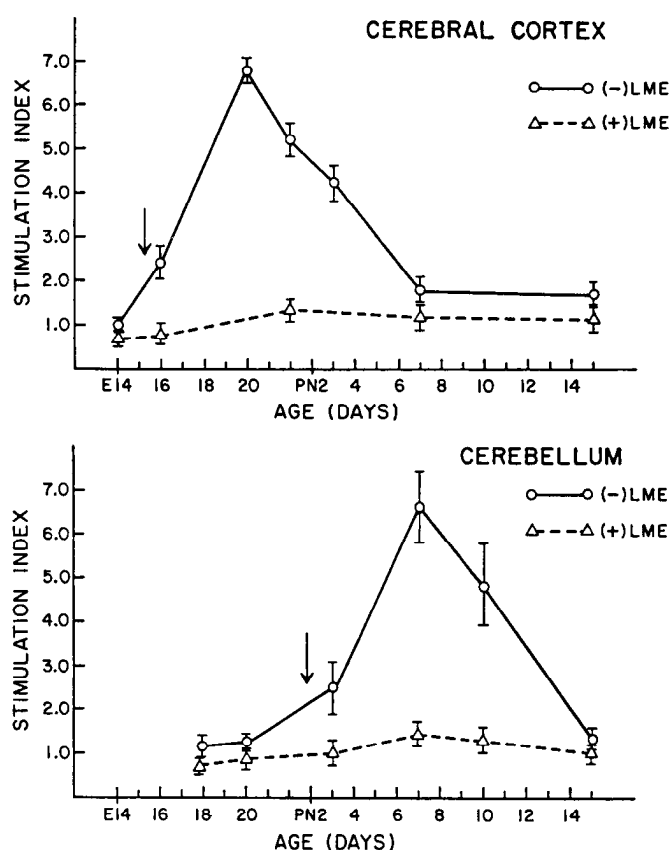 CEREBRAL CORTEX
(-)LME
(+)LME
STIMULATION INDEX
7.0
6.0
5.0
4.0
3.0
2.0
1.0
E14 16 18 20 PN2 4 6 8 10 12 14
AGE (DAYS)
CEREBELLUM
(-)LME
(+)LME
STIMULATION INDEX
7.0
6.0
5.0
4.0
3.0
2.0
1.0
E14 16 18 20 PN2 4 6 8 10 12 14
AGE (DAYS)